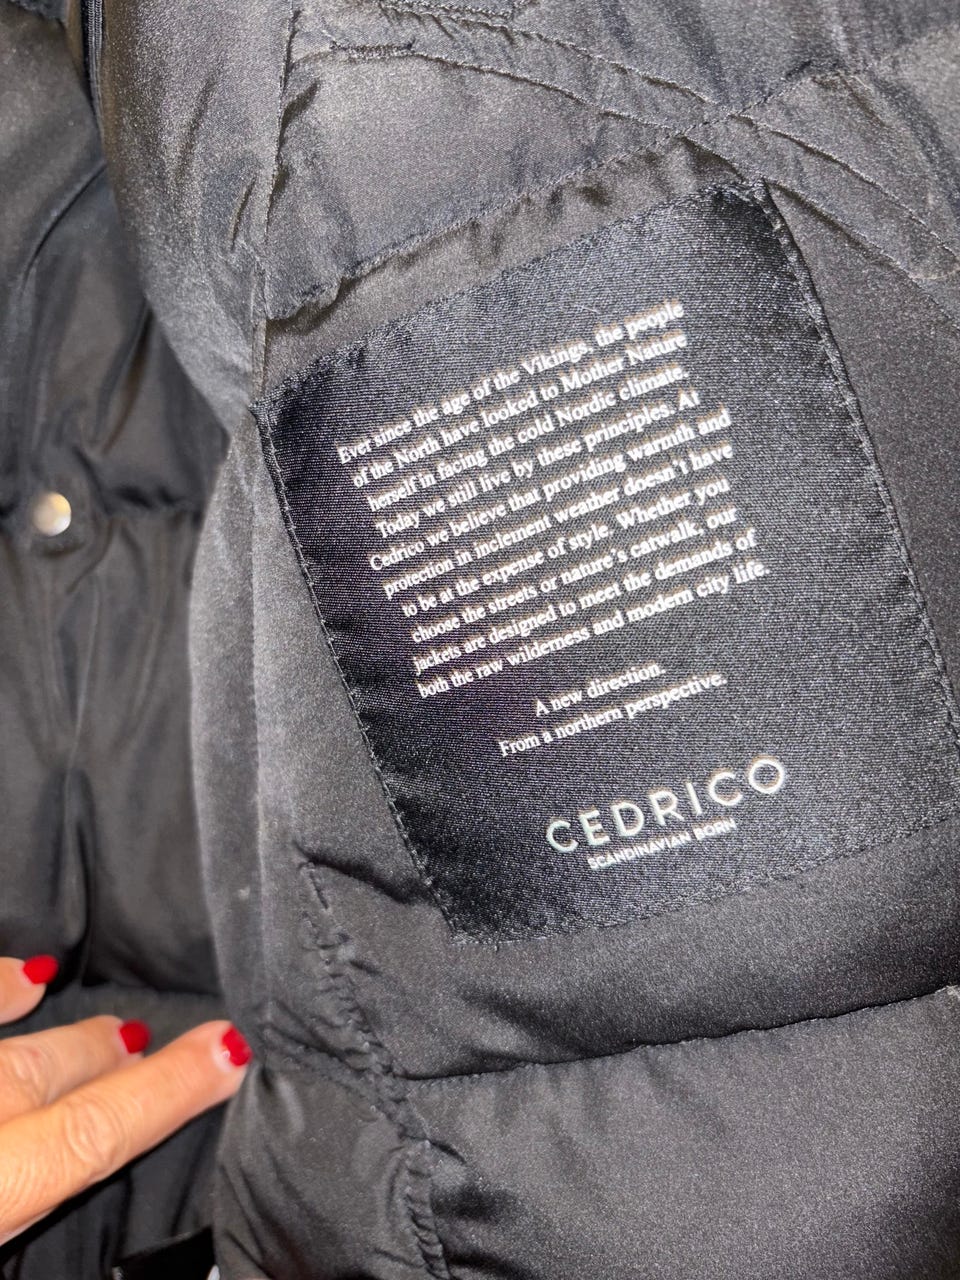 Ever since the age of the Vikings, the people
of the North have looked to Mother Nature
herself in facing the cold Nordic climate.
Today we still live by these principles. At
Cedrico we believe that providing warmth and
protection in inclement weather doesn't have
to be at the expense of style. Whether you
choose the streets or nature's catwalk, our
jackets are designed to meet the demands of
both the raw wilderness and modern city life.
A new direction.
From a northern perspective.
CEDRICO
SCANDINAVIAN BORN